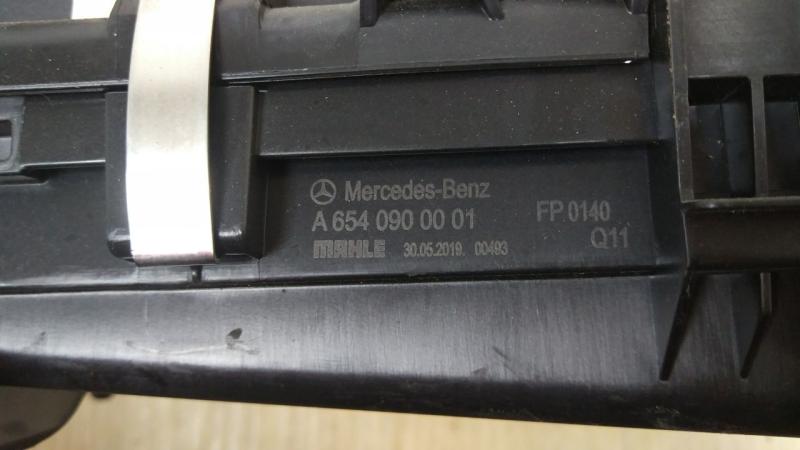 Mercedes-Benz
A 654 090 00 01
MAHLE 30.05.2019. 00493
FP 0140
Q11